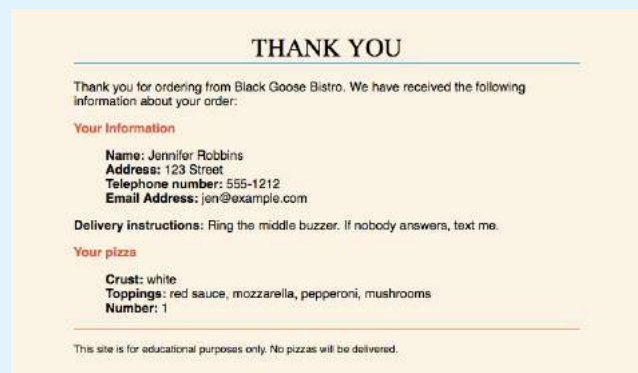 THANK YOU
Thank you for ordering from Black Goose Bistro. We have received the following
information about your order:
Your Information
Name: Jennifer Robbins
Address: 123 Street
Telephone number: 555-1212
Email Address: jen@example.com
Delivery instructions: Ring the middle buzzer. If nobody answers, text me.
Your pizza
Crust: white
Toppings: red sauce, mozzarella, pepperoni, mushrooms
Number: 1
This site is for educational purposes only. No pizzas will be delivered.